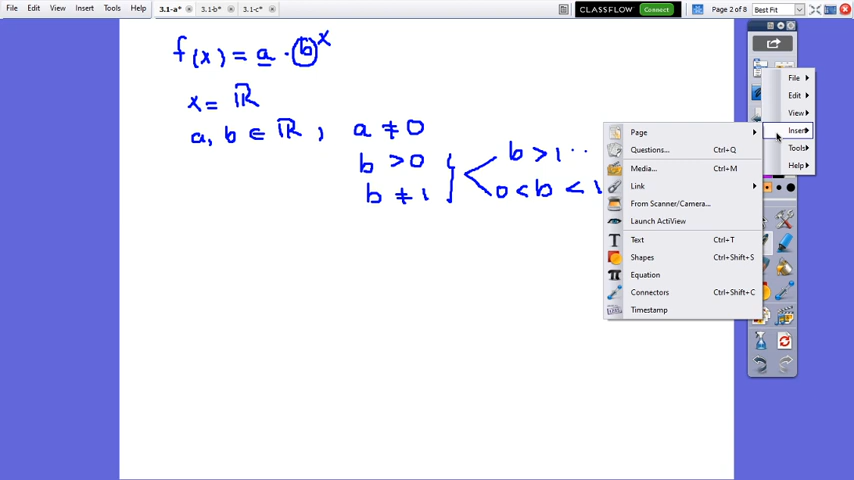 File Edit View Insert Tools Help 3.1-a* 3.1-b* 3.1-c* CLASSFLOW Connect Page 2 of 8 Best Fit
f(x) = a · b^x
x = ℝ
a, b ∈ ℝ , a ≠ 0
b > 0
b ≠ 1
b > 1 ··
0 < b < 1
File
Edit
View
Insert
Tools
Help
Page
Questions... Ctrl+Q
Media... Ctrl+M
Link
From Scanner/Camera...
Launch ActiView
Text Ctrl+T
Shapes Ctrl+Shift+S
Equation
Connectors Ctrl+Shift+C
Timestamp